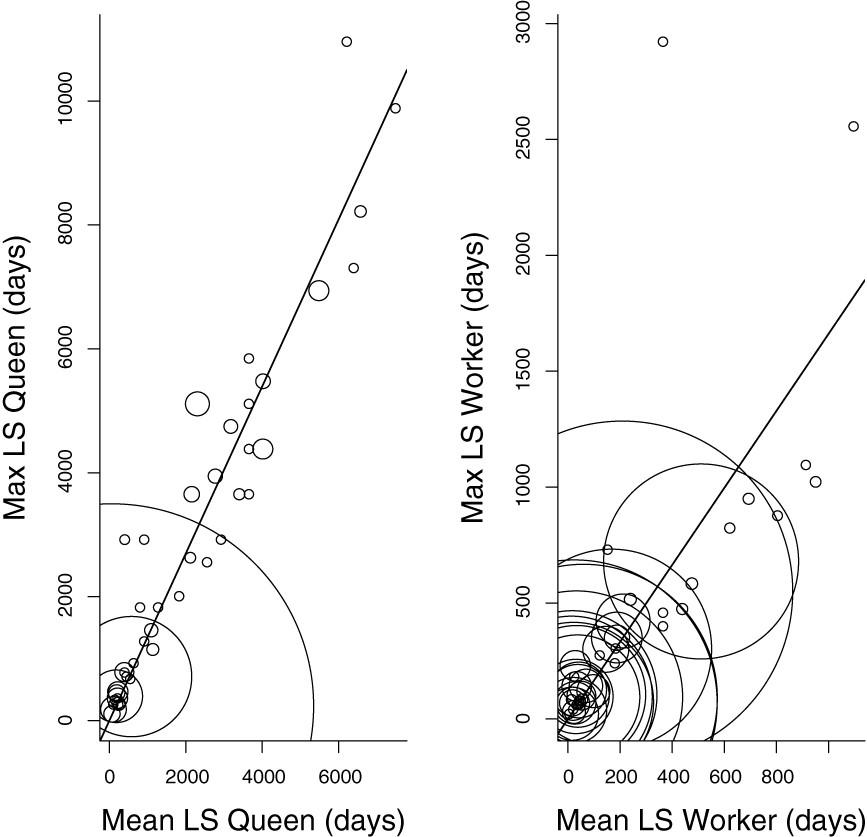 Max LS Queen (days)
10000
8000
6000
4000
2000
0
0 2000 4000 6000
Mean LS Queen (days)
Max LS Worker (days)
3000
2500
2000
1500
1000
500
0
0 200 400 600 800
Mean LS Worker (days)